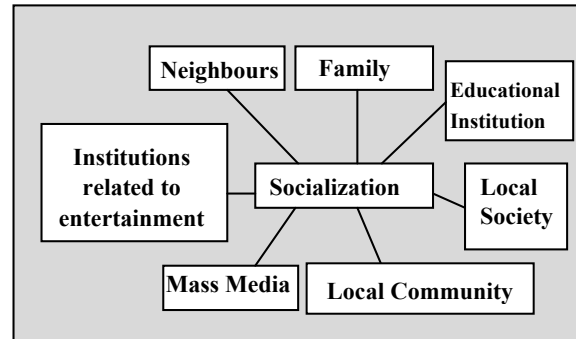 Neighbours
Family
Educational
Institution
Institutions
related to
entertainment
Socialization
Local
Society
Mass Media
Local Community